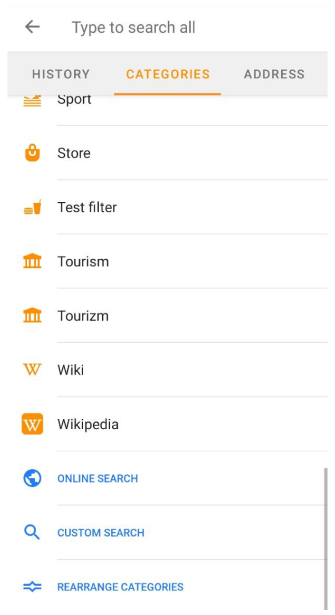 Type to search all
HISTORY CATEGORIES ADDRESS
Sport
Store
Test filter
Tourism
Tourizm
W Wiki
W Wikipedia
ONLINE SEARCH
CUSTOM SEARCH
REARRANGE CATEGORIES